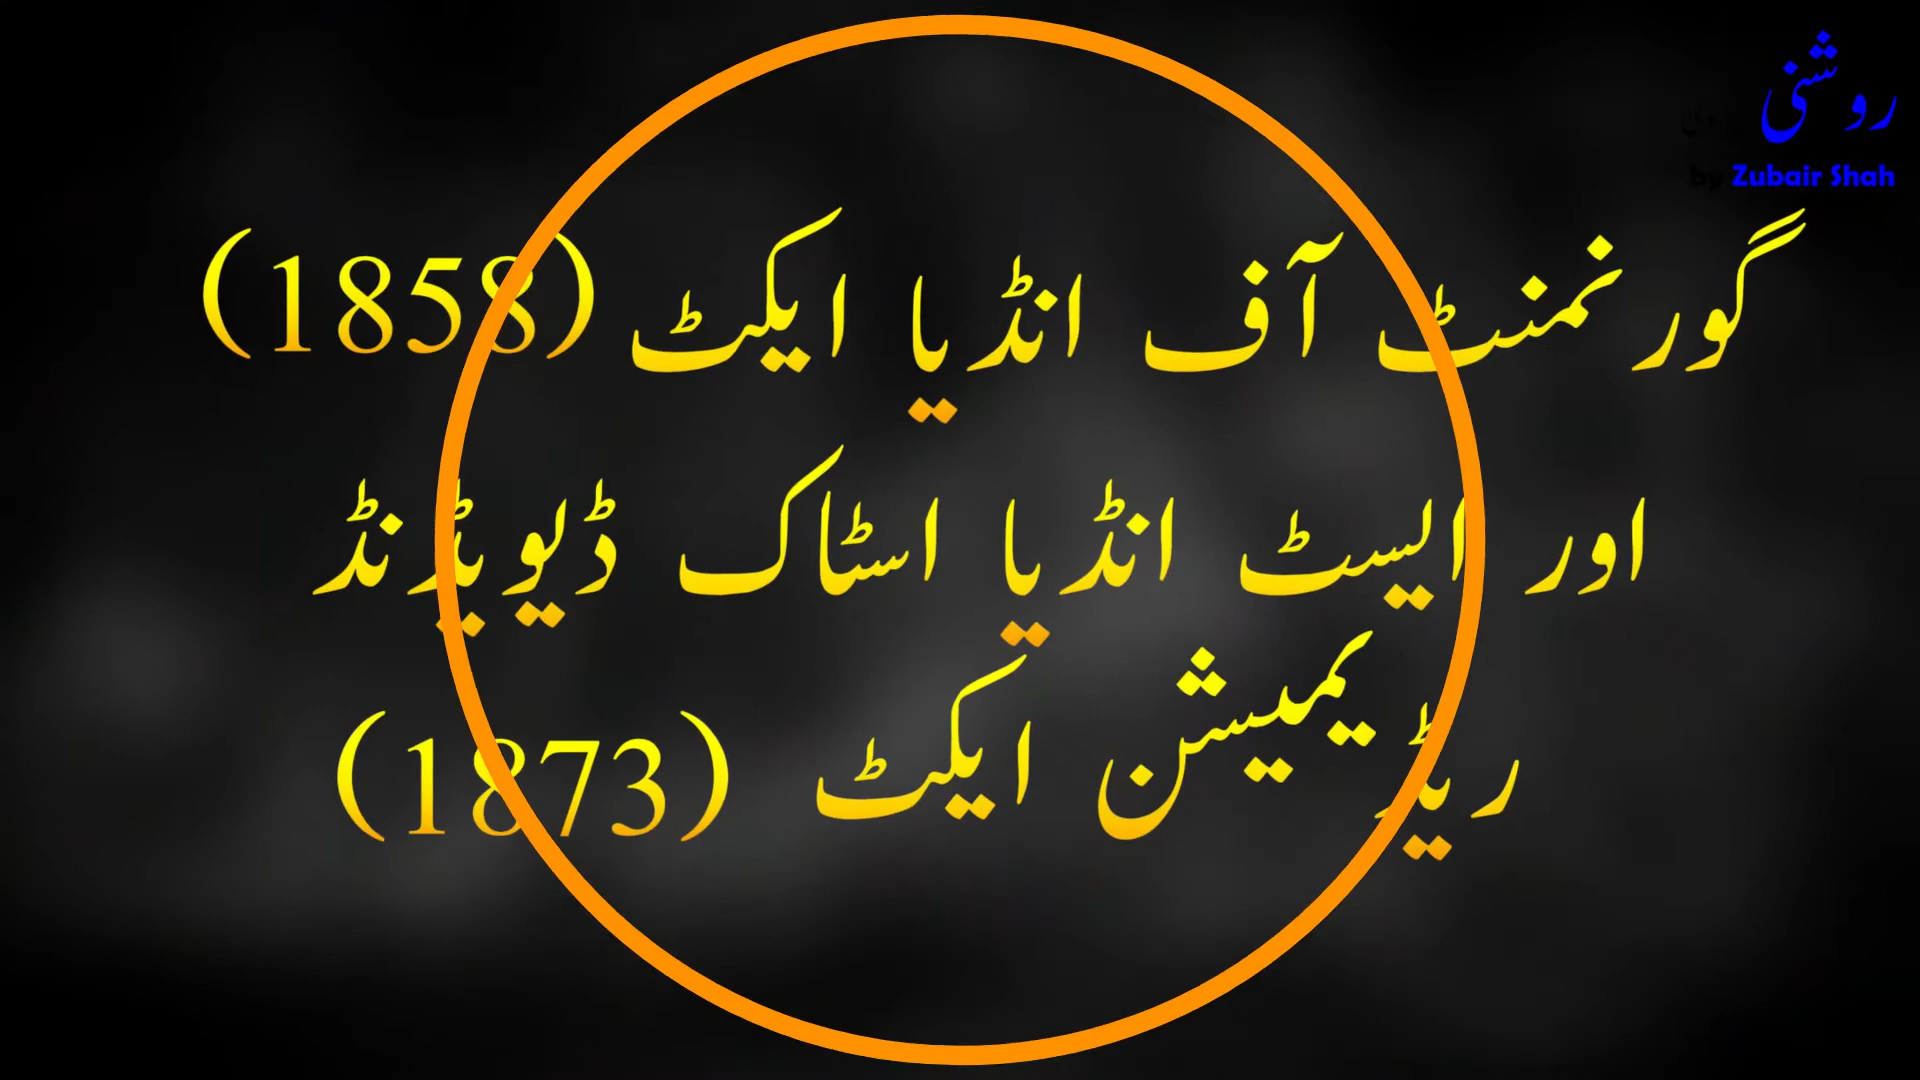 روشنی
by Zubair Shah
گورنمنٹ آف انڈیا ایکٹ (1858)
اور ایسٹ انڈیا اسٹاک ڈیویڈنڈ
ریڈیمیشن ایکٹ (1873)